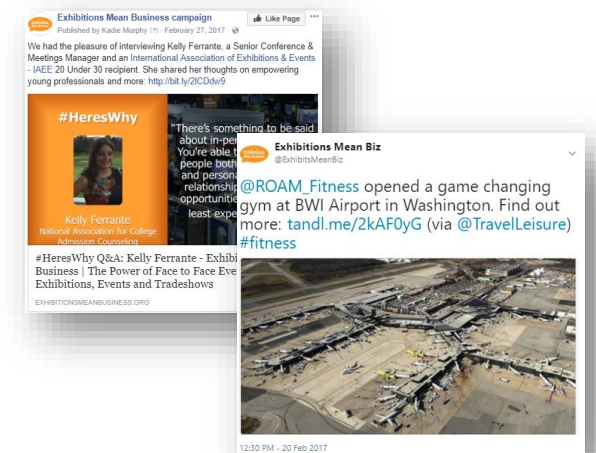 Exhibitions Mean Business campaign
Like Page
Published by Kadie Murphy [?] · February 27, 2017 ·
We had the pleasure of interviewing Kelly Ferrante, a Senior Conference &
Meetings Manager and an International Association of Exhibitions & Events
- IAEE 20 Under 30 recipient. She shared her thoughts on empowering
young professionals and more: http://bit.ly/2lCDdw9
#HeresWhy
Kelly Ferrante
National Association for College
Admission Counseling
"There's something to be said
about in-per
You're able t
people both
and persona
relationship
opportunitie
least expe
#HeresWhy Q&A: Kelly Ferrante - Exhibi
Business | The Power of Face to Face Eve
Exhibitions, Events and Tradeshows
EXHIBITIONSMEANBUSINESS.ORG
Exhibitions Mean Biz
@ExhibitsMeanBiz
@ROAM_Fitness opened a game changing
gym at BWI Airport in Washington. Find out
more: tandl.me/2kAF0yG (via @TravelLeisure)
#fitness
12:30 PM - 20 Feb 2017